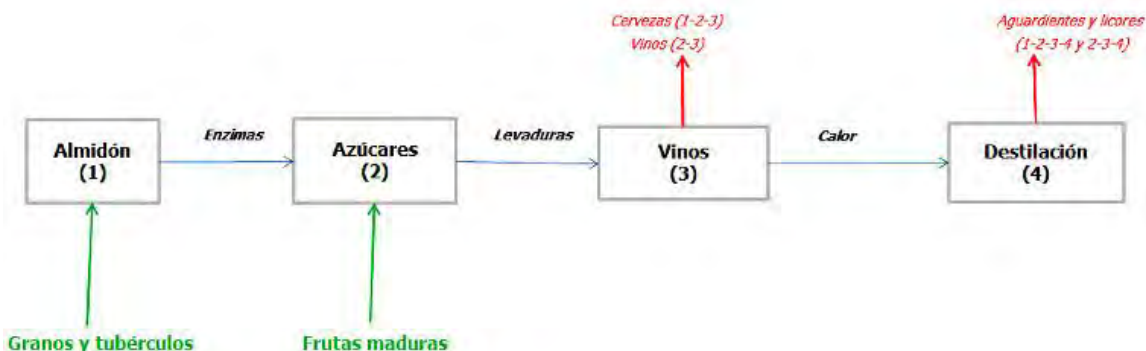 Cervezas (1-2-3)
Vinos (2-3)
Aguardientes y licores
(1-2-3-4 y 2-3-4)
Enzimas
Levaduras
Calor
Almidón
(1)
Azúcares
(2)
Vinos
(3)
Destilación
(4)
Granos y tubérculos
Frutas maduras